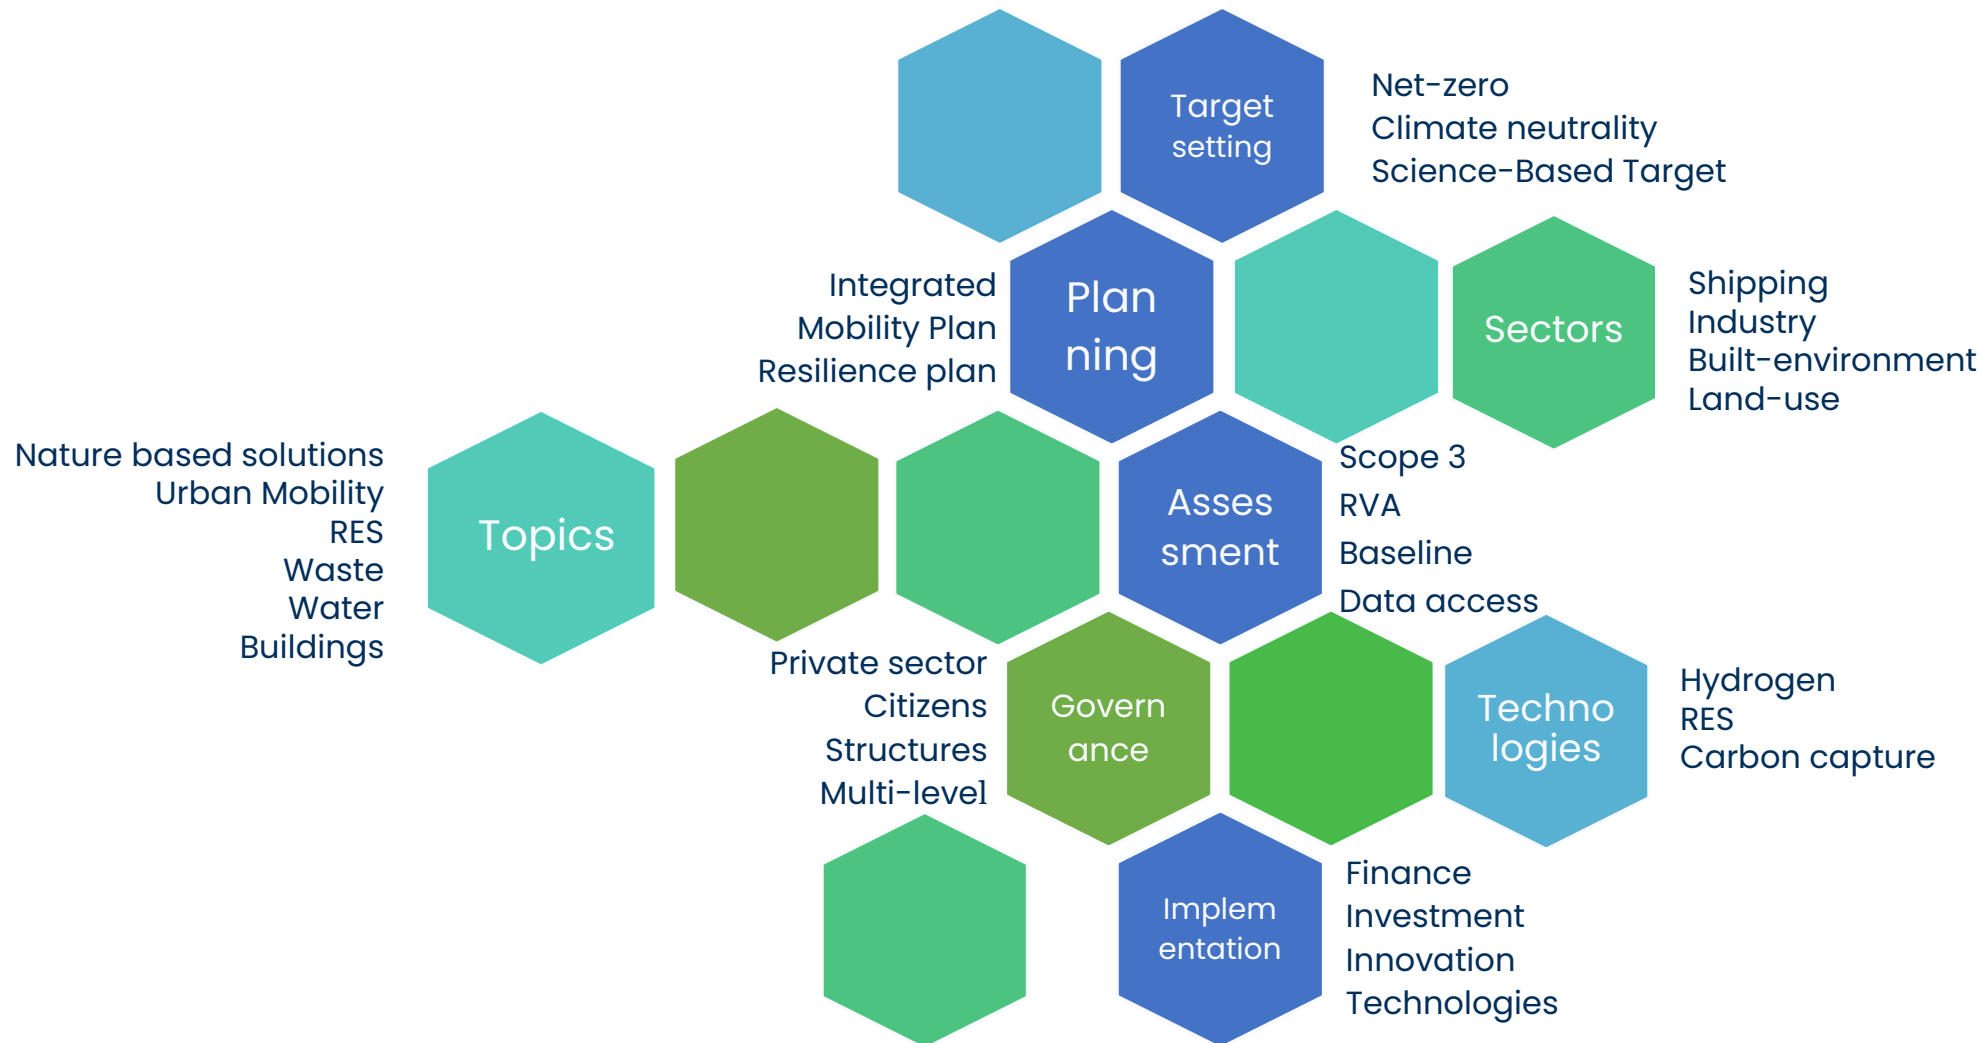 Target
setting
Net-zero
Climate neutrality
Science-Based Target
Integrated
Mobility Plan
Resilience plan
Plan
ning
Sectors
Shipping
Industry
Built-environment
Land-use
Nature based solutions
Urban Mobility
RES
Waste
Water
Buildings
Topics
Asses
sment
Scope 3
RVA
Baseline
Data access
Private sector
Citizens
Structures
Multi-level
Govern
ance
Techno
logies
Hydrogen
RES
Carbon capture
Implem
entation
Finance
Investment
Innovation
Technologies